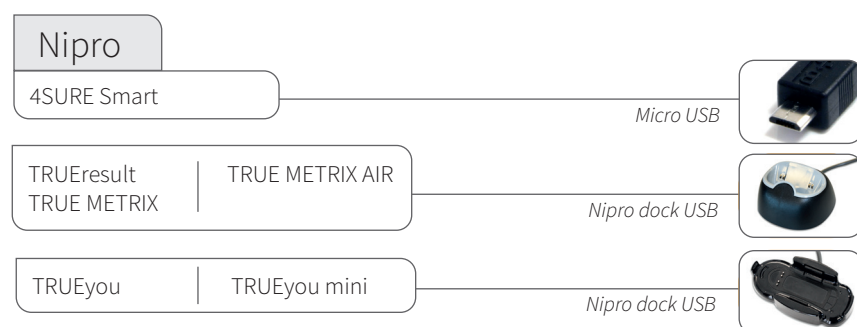 Nipro
4SURE Smart
Micro USB
TRUEresult
TRUE METRIX
TRUE METRIX AIR
Nipro dock USB
TRUEyou
TRUEyou mini
Nipro dock USB